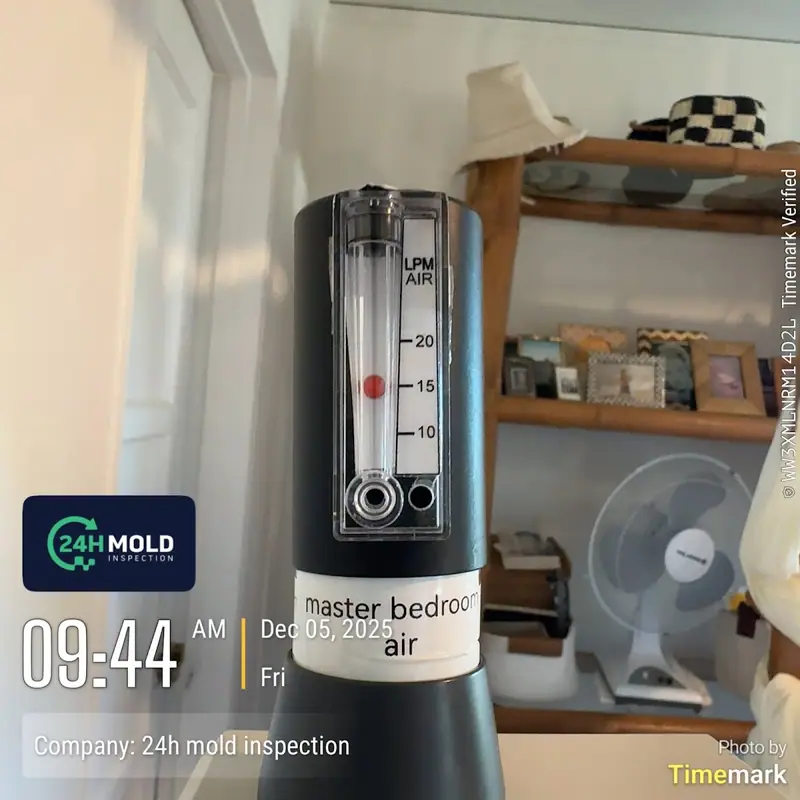 LPM
AIR
20
15
10
master bedroom
air
24H MOLD
INSPECTION
09:44 AM
Dec 05, 2025
Fri
Company: 24h mold inspection
Photo by
Timemark
© WW3XMLNRM14D2L Timemark Verified